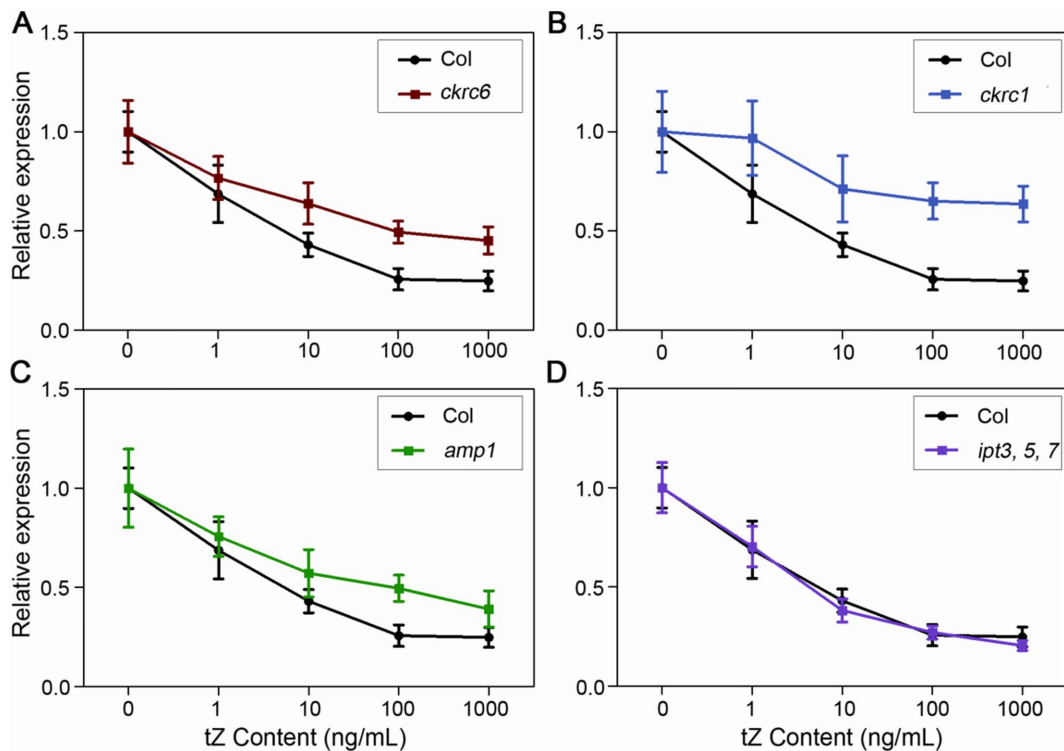 A
B
1.5
1.0
0.5
0.0
Relative expression
Col
ckrc6
0 1 10 100 1000
1.5
1.0
0.5
0.0
Col
ckrc1
0 1 10 100 1000
C
D
1.5
1.0
0.5
0.0
Relative expression
Col
amp1
0 1 10 100 1000
tZ Content (ng/mL)
1.5
1.0
0.5
0.0
Col
ipt3, 5, 7
0 1 10 100 1000
tZ Content (ng/mL)